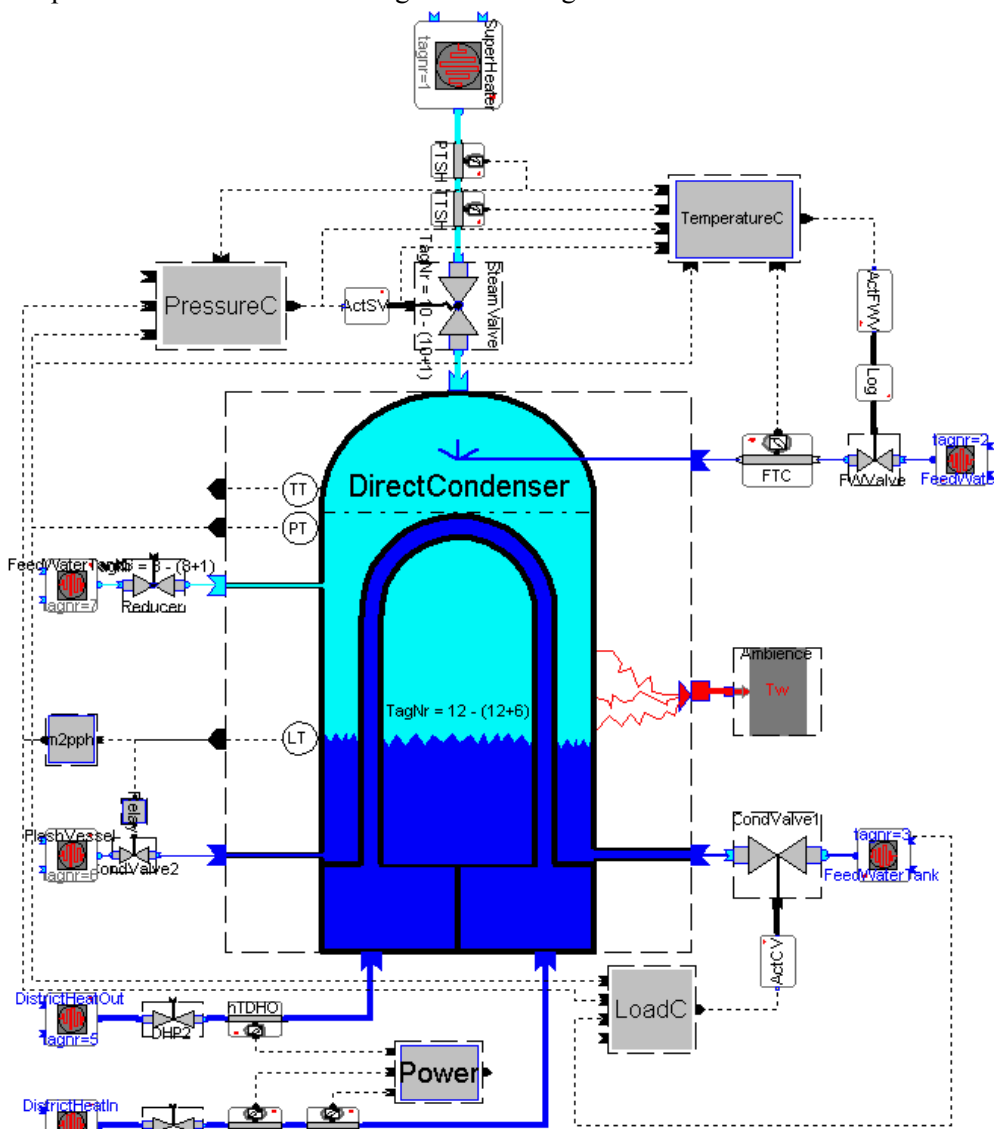 SuperHeater
tagnr=1
PTSH
TTSH
TemperatureC
TagNr = 10 - (10+1)
SteamValve
PressureC
ActSV
ActFWV
Log
tagnr=2
FTC
FWValve
DirectCondenser
TT
PT
Reducer
tagnr=7
Ambience
Tw
TagNr = 12 - (12+6)
LT
m2pph
Relay
FlashVessel
CondValve2
CondValve1
tagnr=3
FeedWaterTank
ActCV
LoadC
DistrictHeatOut
tagnr=5
DHP2
hTDHO
Power
DistrictHeatIn